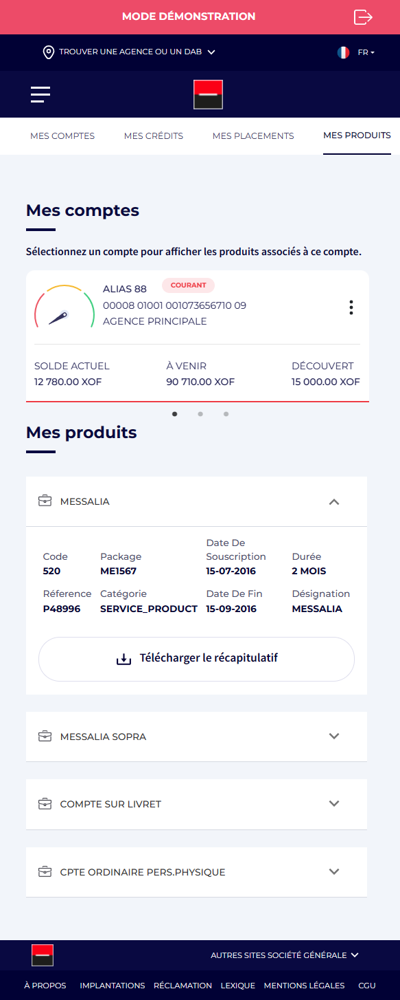 MODE DÉMONSTRATION
TROUVER UNE AGENCE OU UN DAB
FR
MES COMPTES MES CRÉDITS MES PLACEMENTS MES PRODUITS
Mes comptes
Sélectionnez un compte pour afficher les produits associés à ce compte.
ALIAS 88 COURANT
00008 01001 001073656710 09
AGENCE PRINCIPALE
SOLDE ACTUEL À VENIR DÉCOUVERT
12 780.00 XOF 90 710.00 XOF 15 000.00 XOF
Mes produits
MESSALIA
Date De
Code Package Souscription Durée
520 ME1567 15-07-2016 2 MOIS
Réference Catégorie Date De Fin Désignation
P48996 SERVICE_PRODUCT 15-09-2016 MESSALIA
Télécharger le récapitulatif
MESSALIA SOPRA
COMPTE SUR LIVRET
CPTE ORDINAIRE PERS.PHYSIQUE
AUTRES SITES SOCIÉTÉ GÉNÉRALE
À PROPOS IMPLANTATIONS RÉCLAMATION LEXIQUE MENTIONS LÉGALES CGU